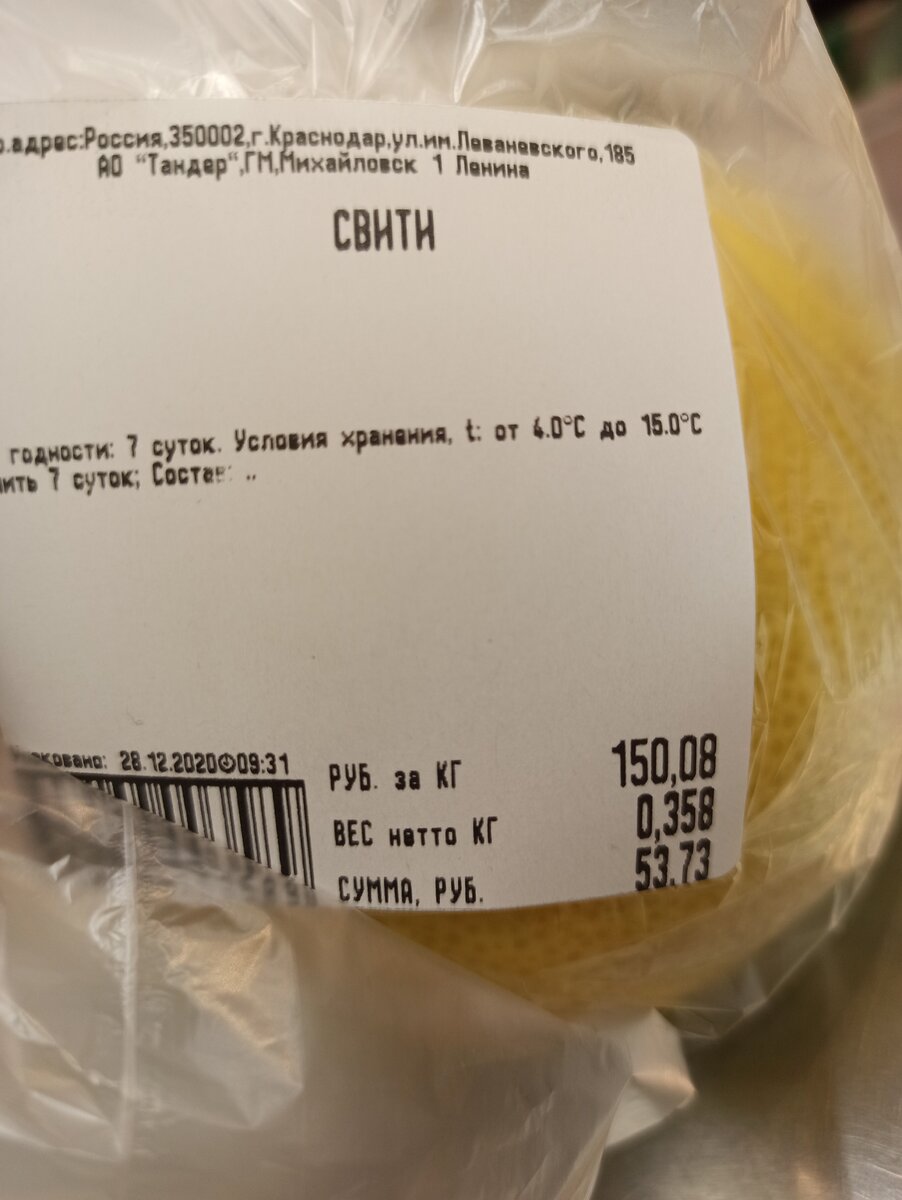 р.адрес:Россия,350002,г.Краснодар,ул.им.Леваневского,185
АО "Тандер",ГМ,Михайловск 1 Ленина
СВИТИ
годности: 7 суток. Условия хранения, t: от 4.0°C до 15.0°C
ить 7 суток; Состав: ..
ковано: 28.12.2020 09:31
РУБ. за КГ 150,08
ВЕС нетто КГ 0,358
СУММА, РУБ. 53,73